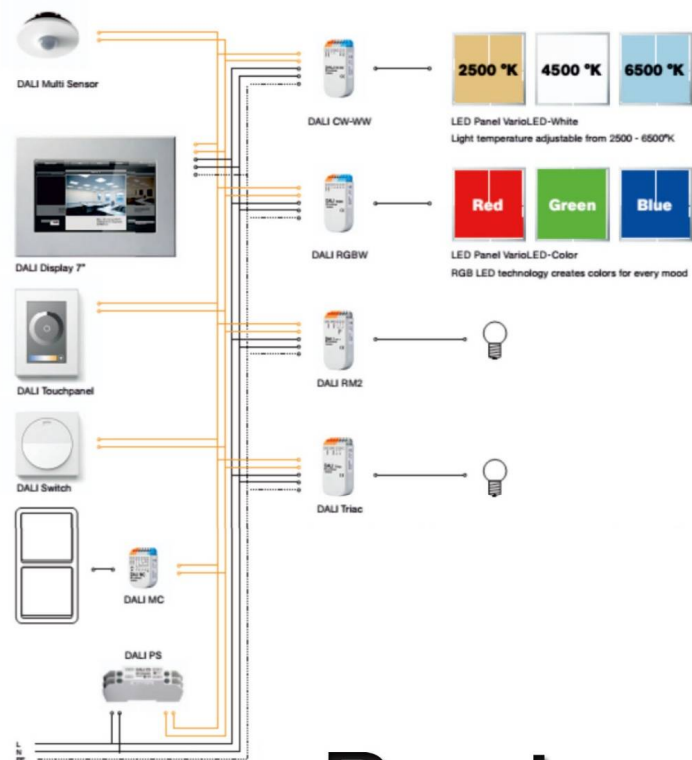 DALI Multi Sensor
DALI CW-WW
2500 °K
4500 °K
6500 °K
LED Panel VarioLED-White
Light temperature adjustable from 2500 - 6500°K
DALI Display 7"
DALI RGBW
Red
Green
Blue
LED Panel VarioLED-Color
RGB LED technology creates colors for every mood
DALI Touchpanel
DALI RM2
DALI Switch
DALI Triac
DALI MC
DALI PS
L
N